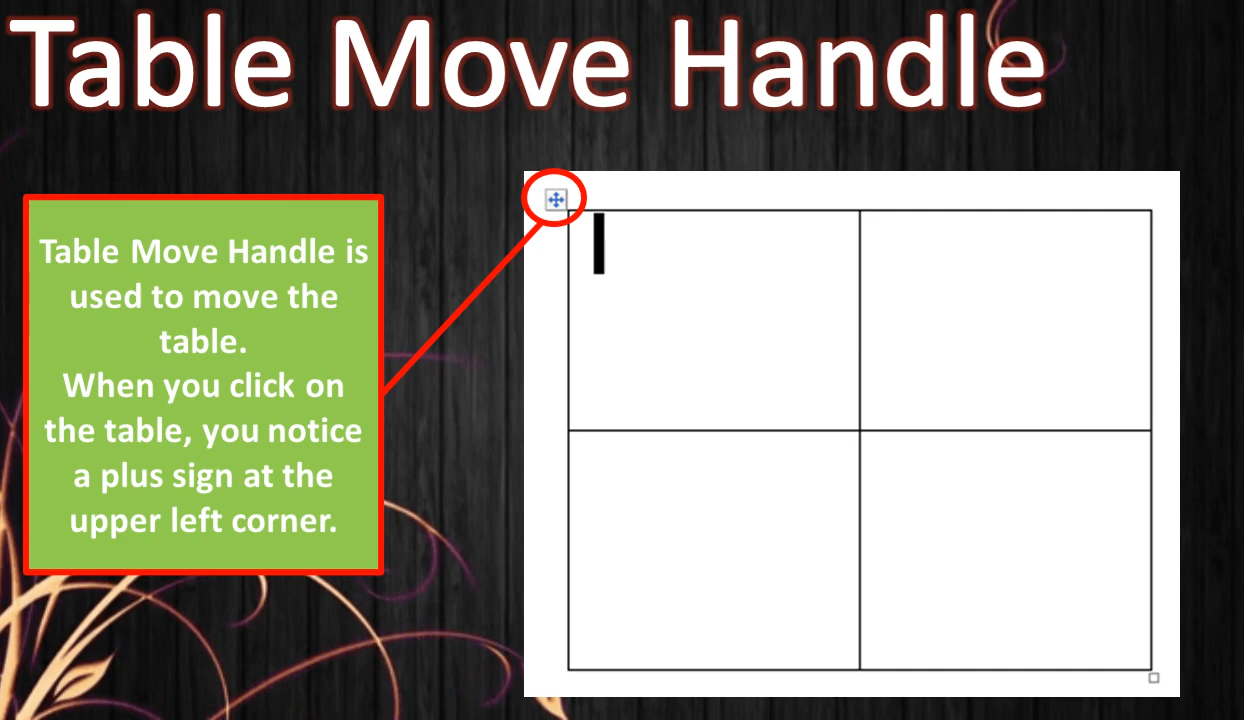 Table Move Handle
Table Move Handle is
used to move the
table.
When you click on
the table, you notice
a plus sign at the
upper left corner.